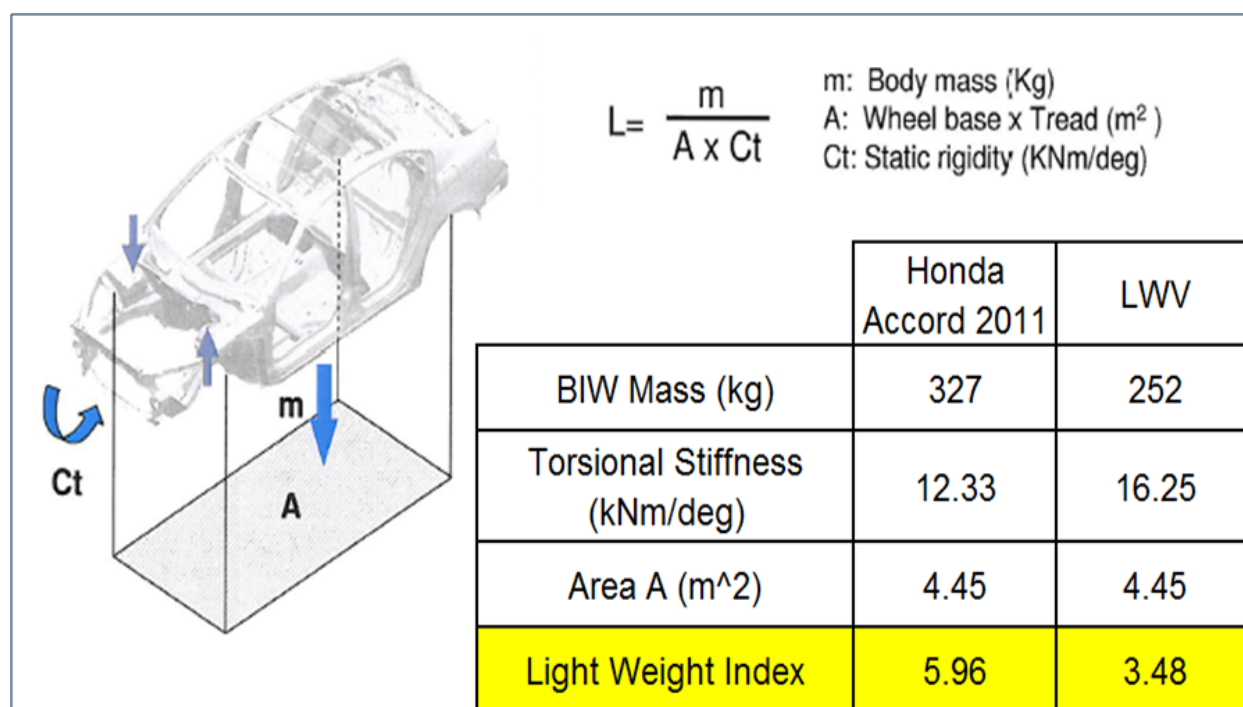 L= m
A x Ct
m: Body mass (Kg)
A: Wheel base x Tread (m² )
Ct: Static rigidity (KNm/deg)
m
Ct
A
Honda
Accord 2011
LWV
BIW Mass (kg)
327
252
Torsional Stiffness
(kNm/deg)
12.33
16.25
Area A (m^2)
4.45
4.45
Light Weight Index
5.96
3.48